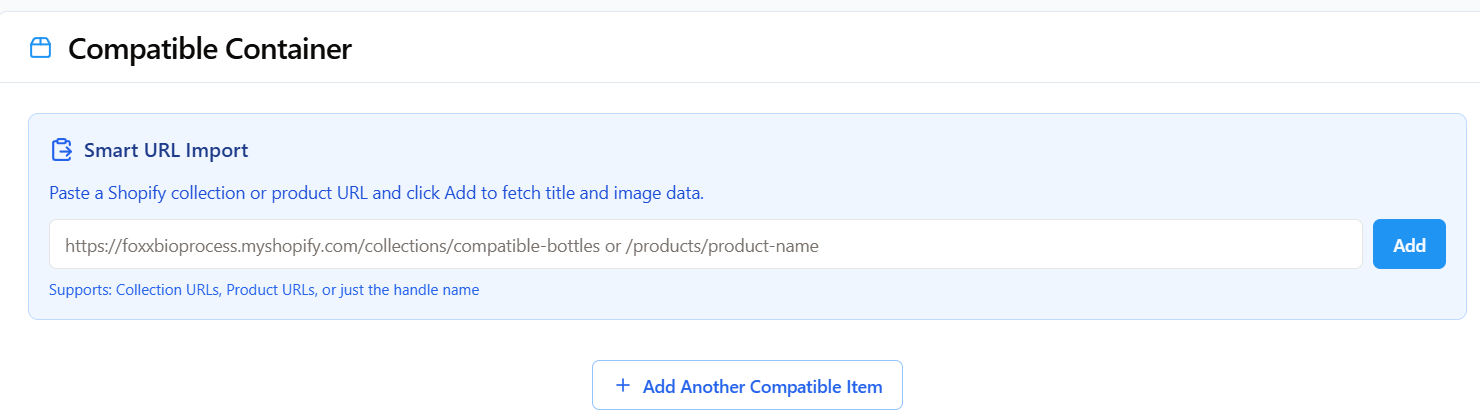 Compatible Container
Smart URL Import
Paste a Shopify collection or product URL and click Add to fetch title and image data.
https://foxxbioprocess.myshopify.com/collections/compatible-bottles or /products/product-name
Add
Supports: Collection URLs, Product URLs, or just the handle name
+ Add Another Compatible Item